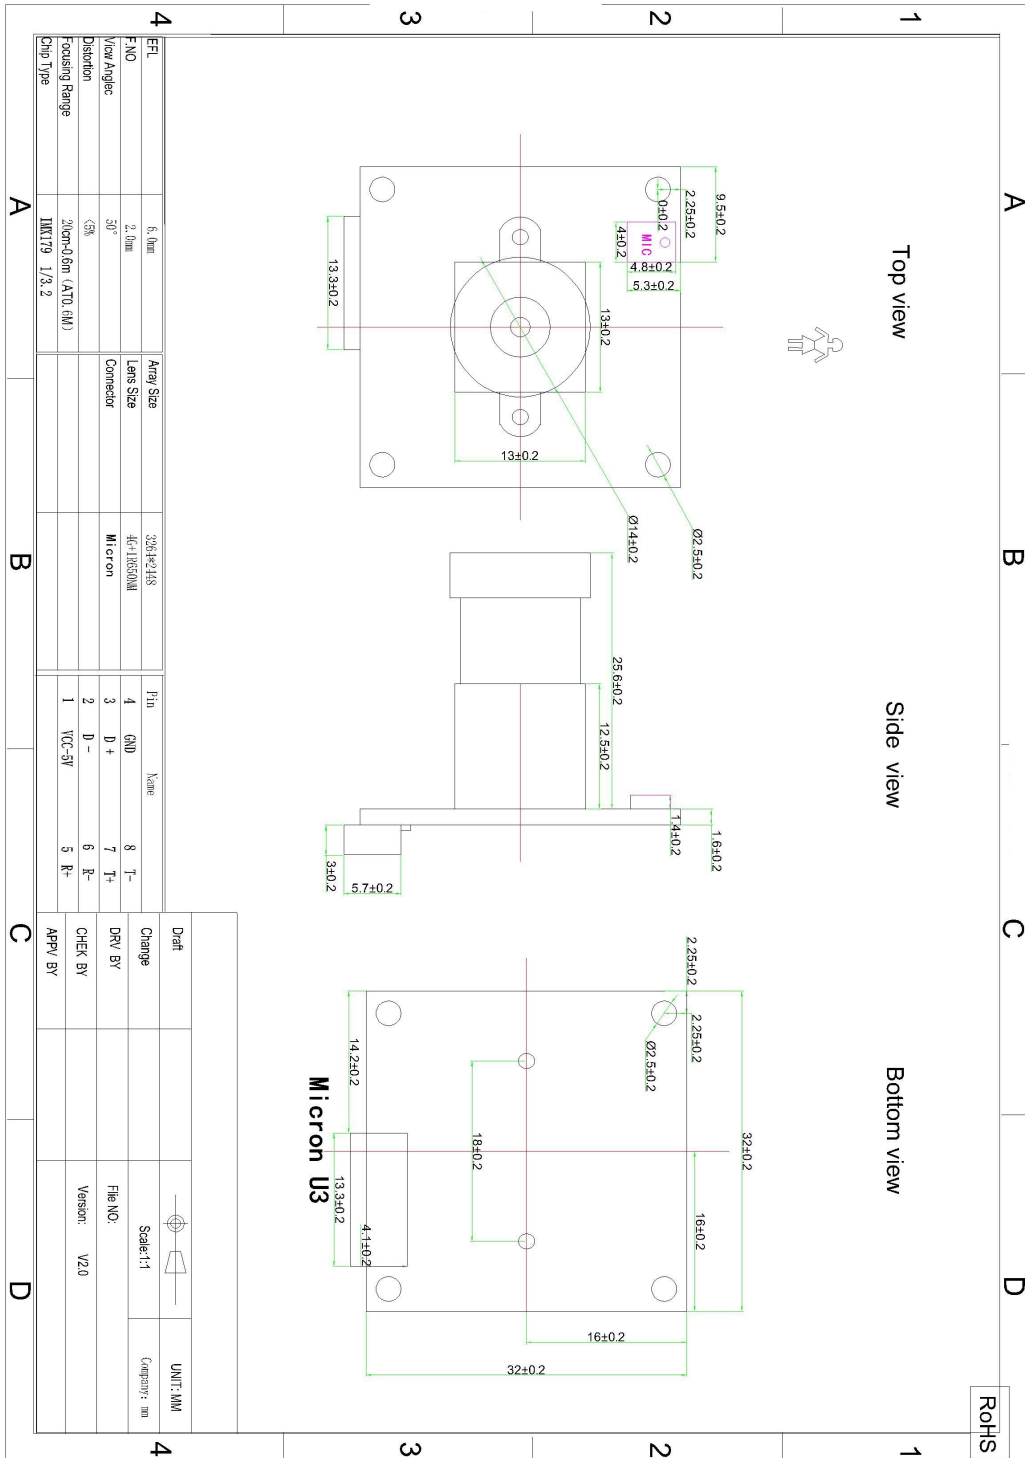 1
2
3
4
A
B
C
D
RoHS
Top view
Side view
Bottom view
9.5±0.2
2.25±0.2
0±0.2
MIC
4±0.2
4.8±0.2
5.3±0.2
13.3±0.2
13±0.2
13±0.2
Ø14±0.2
Ø2.5±0.2
25.6±0.2
12.5±0.2
1.4±0.2
1.6±0.2
3±0.2
5.7±0.2
2.25±0.2
2.25±0.2
Ø2.5±0.2
32±0.2
16±0.2
18±0.2
14.2±0.2
13.3±0.2
4.1±0.2
16±0.2
32±0.2
Micron U3
EFL 6.0mm Array Size 3264*2448
F.NO 2.0mm Lens Size 4G+IR650NM
View Anglec 50° Connector Micron
Distortion <5%
Focusing Range 20cm-0.6m (AT0.6M)
Chip Type IMX179 1/3.2
Pin Name
4 GND 8 T-
3 D + 7 T+
2 D - 6 R-
1 VCC-5V 5 R+
Draft
Change
DRV BY
CHEK BY
APPV BY
UNIT: MM
Scale:1:1
Company: mm
File NO:
Version: V2.0
1
2
3
4
A
B
C
D